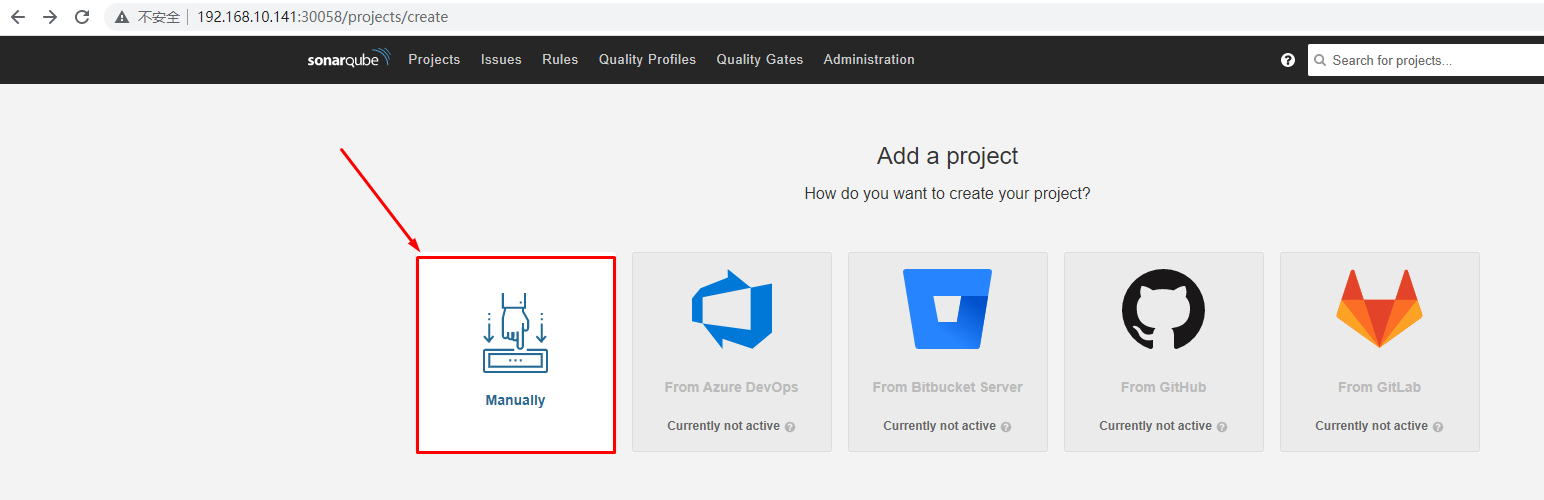 不安全 192.168.10.141:30058/projects/create
sonarqube Projects Issues Rules Quality Profiles Quality Gates Administration ? Search for projects...
Add a project
How do you want to create your project?
Manually
From Azure DevOps
Currently not active ?
From Bitbucket Server
Currently not active ?
From GitHub
Currently not active ?
From GitLab
Currently not active ?